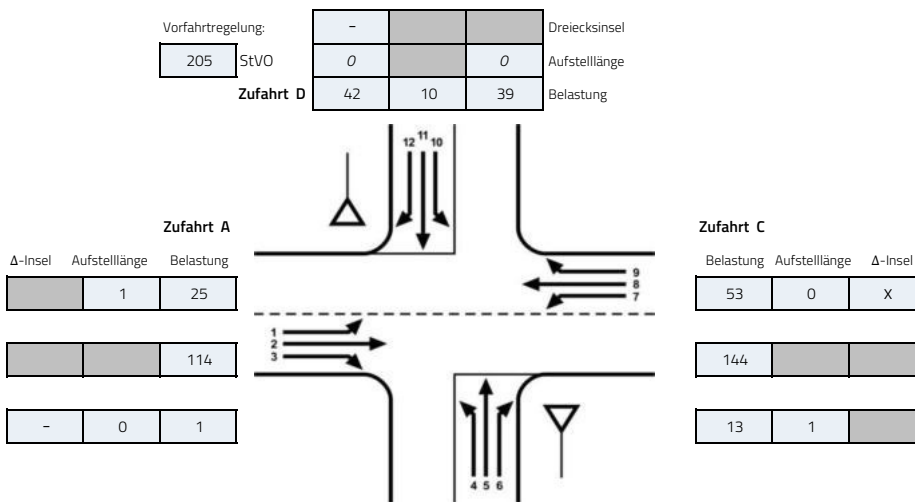 Vorfahrtregelung:
- Dreiecksinsel
205 StVO 0 0 Aufstelllänge
Zufahrt D 42 10 39 Belastung
12 11 10
Zufahrt A
Δ-Insel Aufstelllänge Belastung
1 25
114
- 0 1
1
2
3
9
8
7
Zufahrt C
Belastung Aufstelllänge Δ-Insel
53 0 X
144
13 1
4 5 6